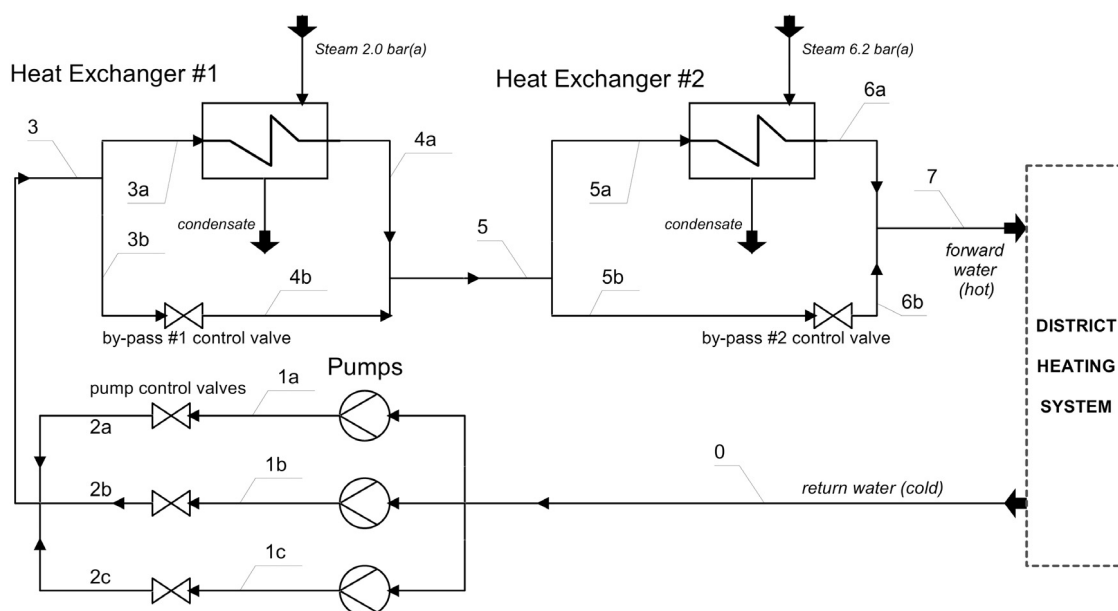 Steam 2.0 bar(a)
Steam 6.2 bar(a)
Heat Exchanger #1
Heat Exchanger #2
3
3a
4a
5a
6a
7
condensate
condensate
3b
4b
5
5b
6b
forward
water
(hot)
by-pass #1 control valve
by-pass #2 control valve
DISTRICT
HEATING
SYSTEM
Pumps
pump control valves
1a
2a
1b
2b
0
return water (cold)
1c
2c